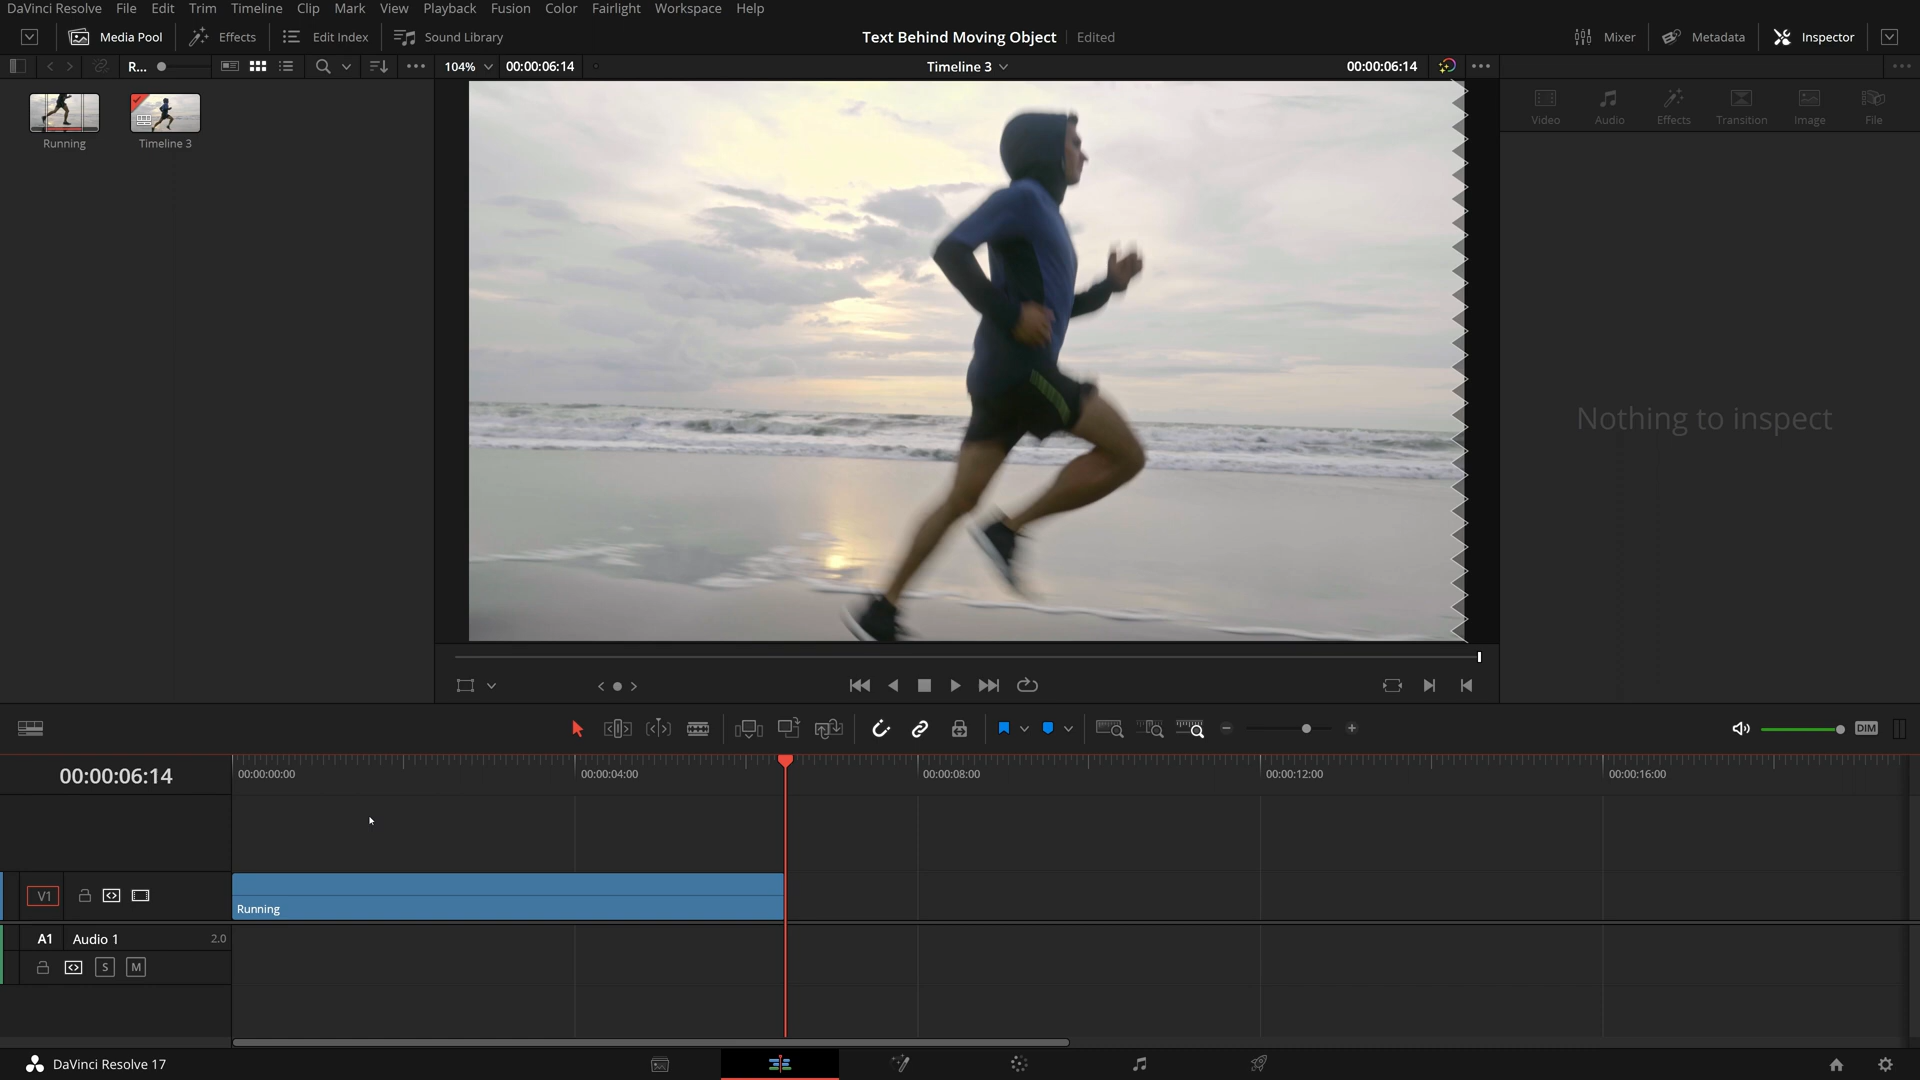 DaVinci Resolve File Edit Trim Timeline Clip Mark View Playback Fusion Color Fairlight Workspace Help
Media Pool Effects Edit Index Sound Library Text Behind Moving Object Edited Mixer Metadata Inspector
R... 104% 00:00:06:14 Timeline 3 00:00:06:14
Video Audio Effects Transition Image File
Running Timeline 3
Nothing to inspect
DIM
00:00:06:14 00:00:00:00 00:00:04:00 00:00:08:00 00:00:12:00 00:00:16:00
V1
Running
A1 Audio 1 2.0
S M
DaVinci Resolve 17